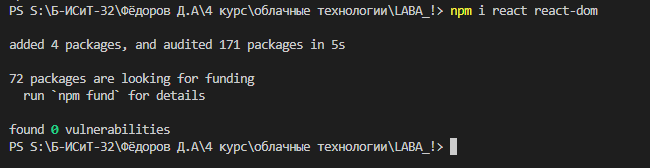 PS S:\Б-ИСиТ-32\Фёдоров Д.А\4 курс\облачные технологии\LABA_!> npm i react react-dom
added 4 packages, and audited 171 packages in 5s
72 packages are looking for funding
run `npm fund` for details
found 0 vulnerabilities
PS S:\Б-ИСиТ-32\Фёдоров Д.А\4 курс\облачные технологии\LABA_!>